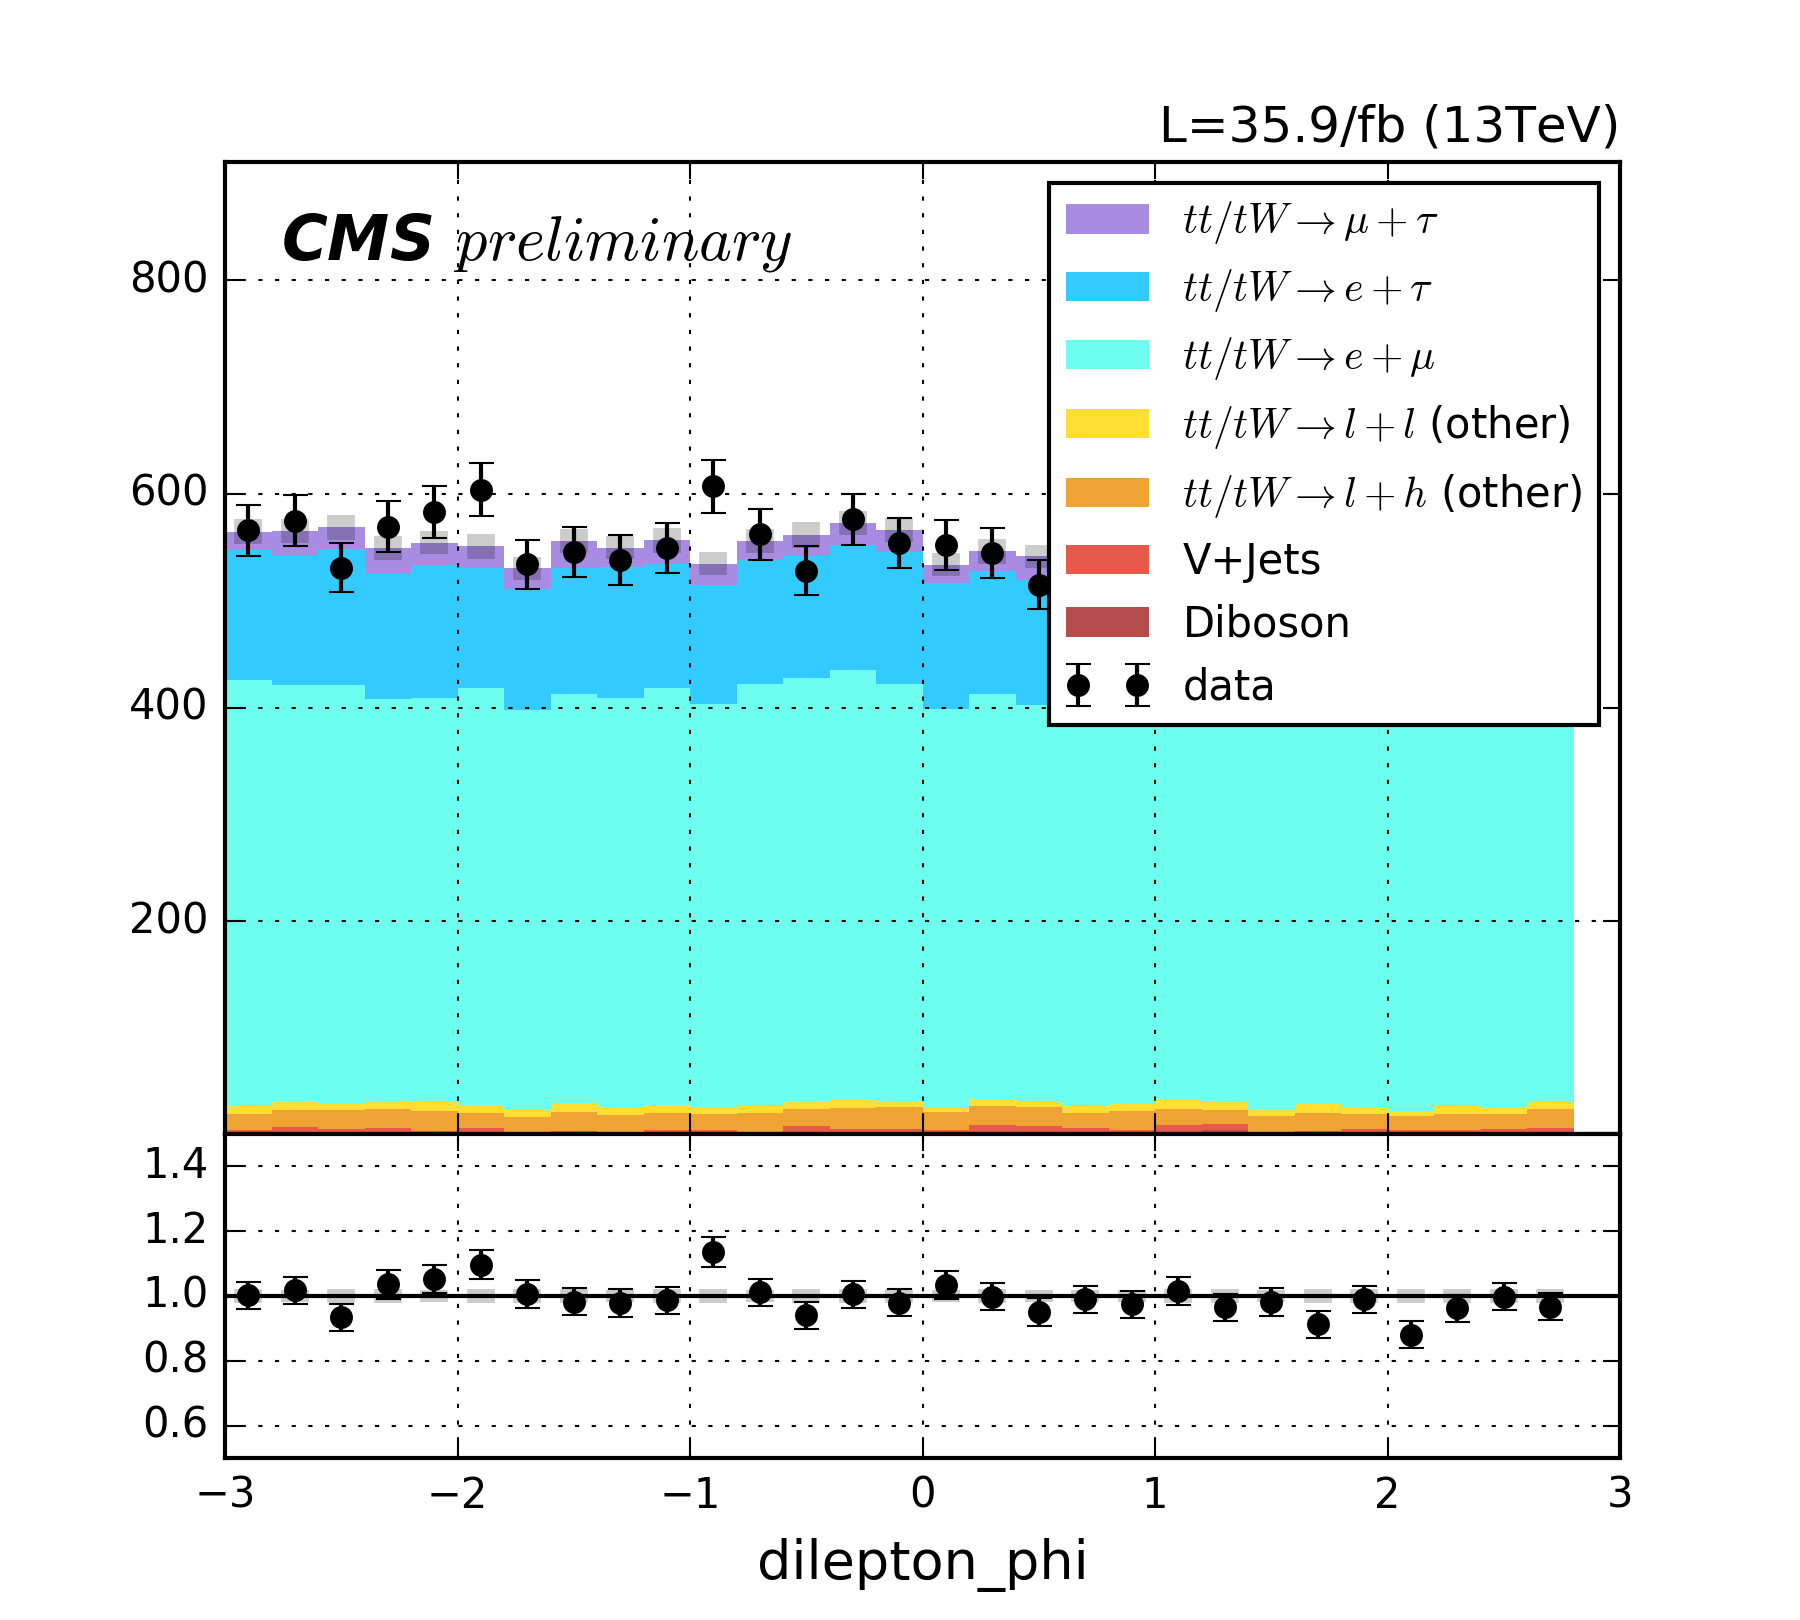 L=35.9/fb (13TeV)
CMS preliminary
tt/tW→μ+τ
tt/tW→e+τ
tt/tW→e+μ
tt/tW→l+l (other)
tt/tW→l+h (other)
V+Jets
Diboson
data
800
600
400
200
1.4
1.2
1.0
0.8
0.6
−3 −2 −1 0 1 2 3
dilepton_phi